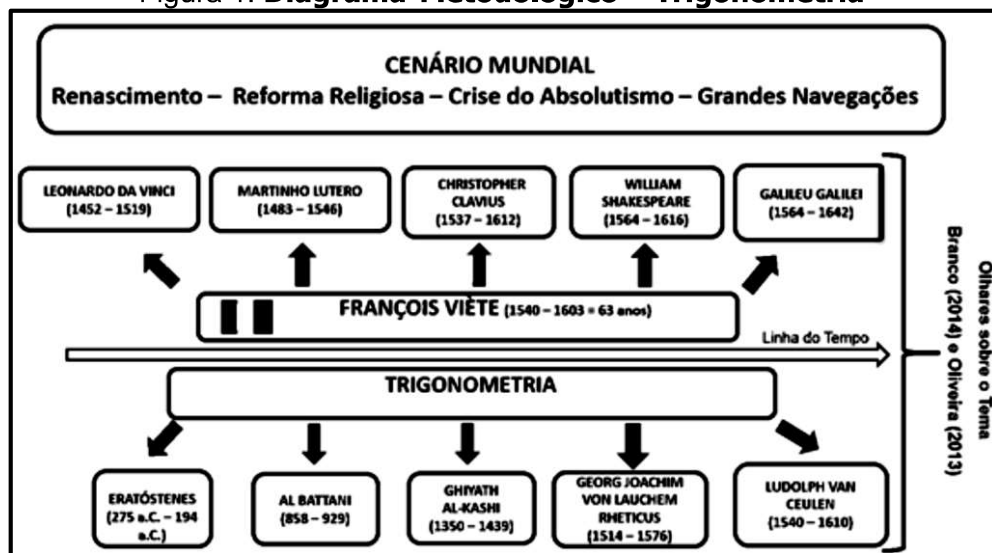 Figura 1: Diagrama Metodológico – Trigonometria
CENÁRIO MUNDIAL
Renascimento – Reforma Religiosa – Crise do Absolutismo – Grandes Navegações
LEONARDO DA VINCI
(1452 – 1519)
MARTINHO LUTERO
(1483 – 1546)
CHRISTOPHER
CLAVIUS
(1537 – 1612)
WILLIAM
SHAKESPEARE
(1564 – 1616)
GALILEU GALILEI
(1564 – 1642)
FRANÇOIS VIÈTE (1540 – 1603 = 63 anos)
Linha do Tempo
TRIGONOMETRIA
ERATÓSTENES
(275 a.C. – 194
a.C.)
AL BATTANI
(858 – 929)
GHIYATH
AL-KASHI
(1350 – 1439)
GEORG JOACHIM
VON LAUCHEM
RHETICUS
(1514 – 1576)
LUDOLPH VAN
CEULEN
(1540 – 1610)
Olhares sobre o Tema
Branco (2014) e Oliveira (2013)